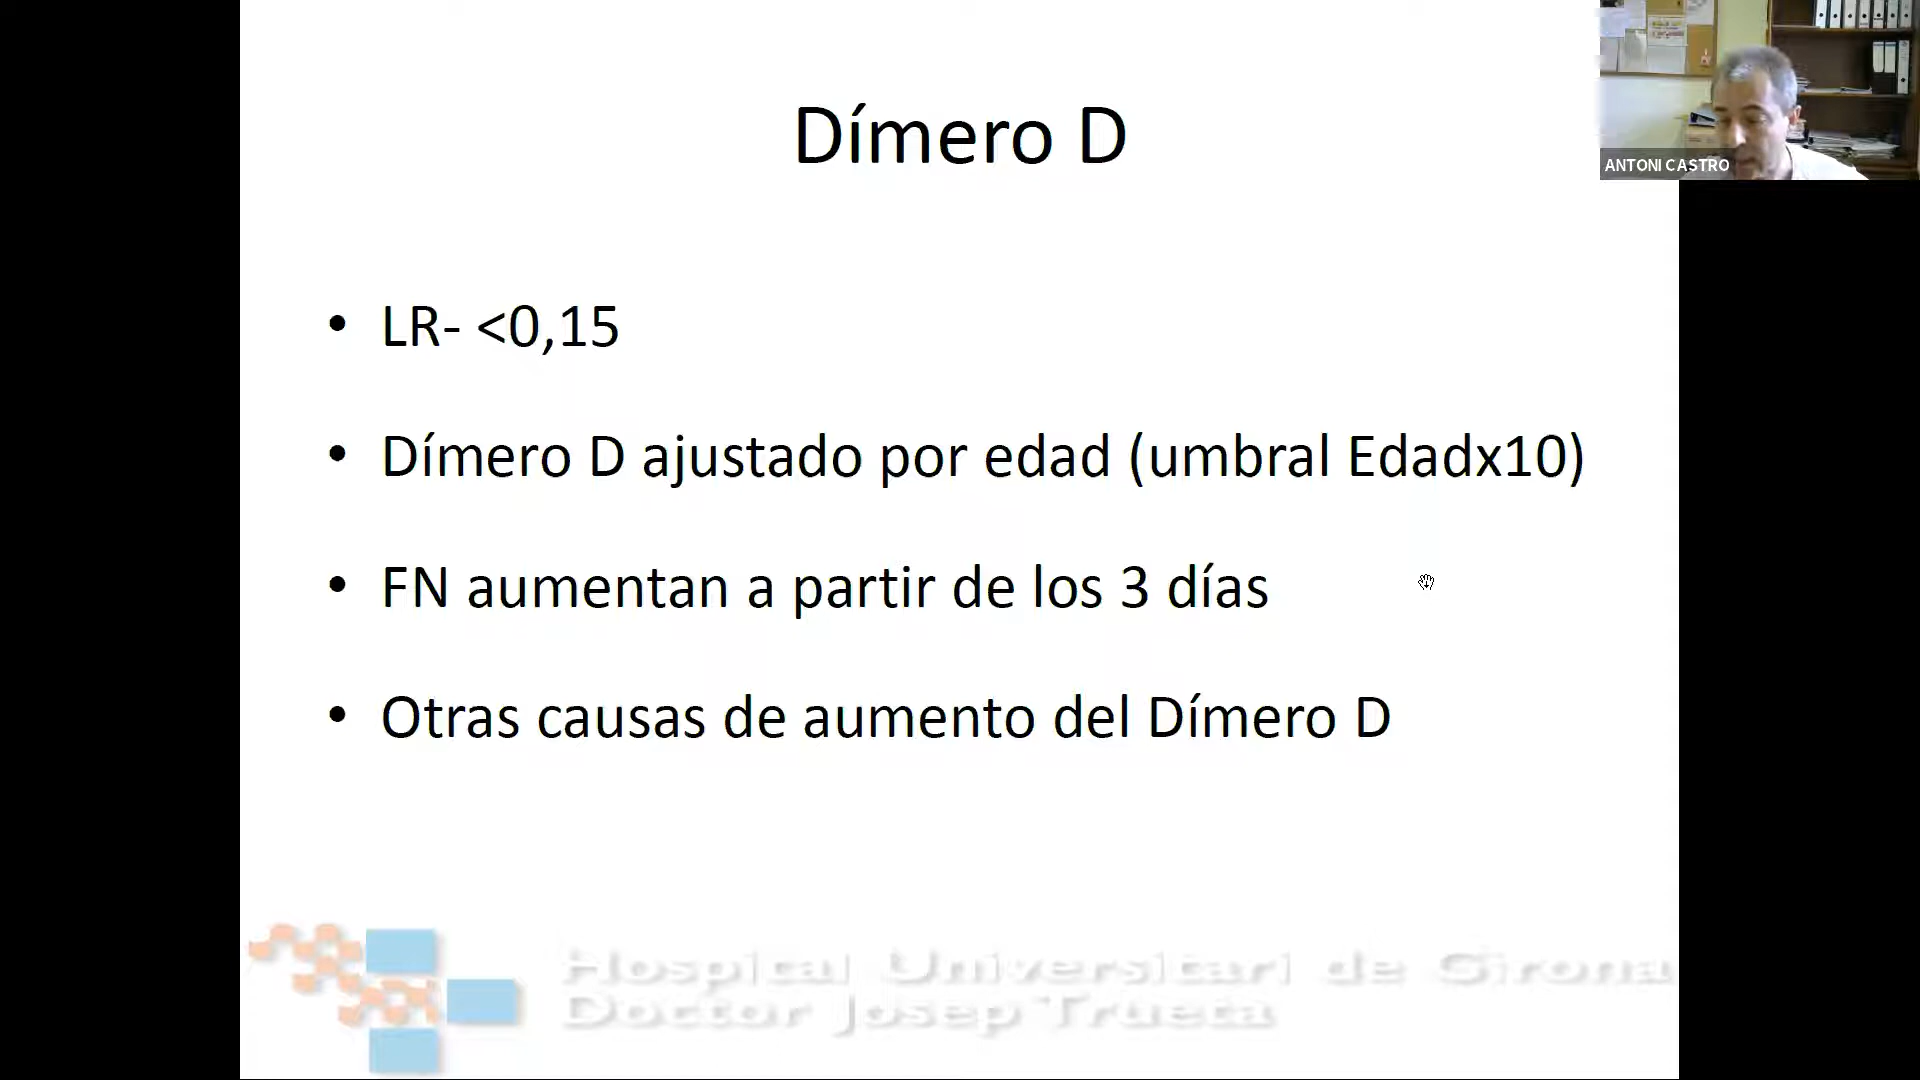 Dímero D
ANTONI CASTRO
• LR- <0,15
• Dímero D ajustado por edad (umbral Edadx10)
• FN aumentan a partir de los 3 días
• Otras causas de aumento del Dímero D
Hospital Universitari de Girona
Doctor Josep Trueta